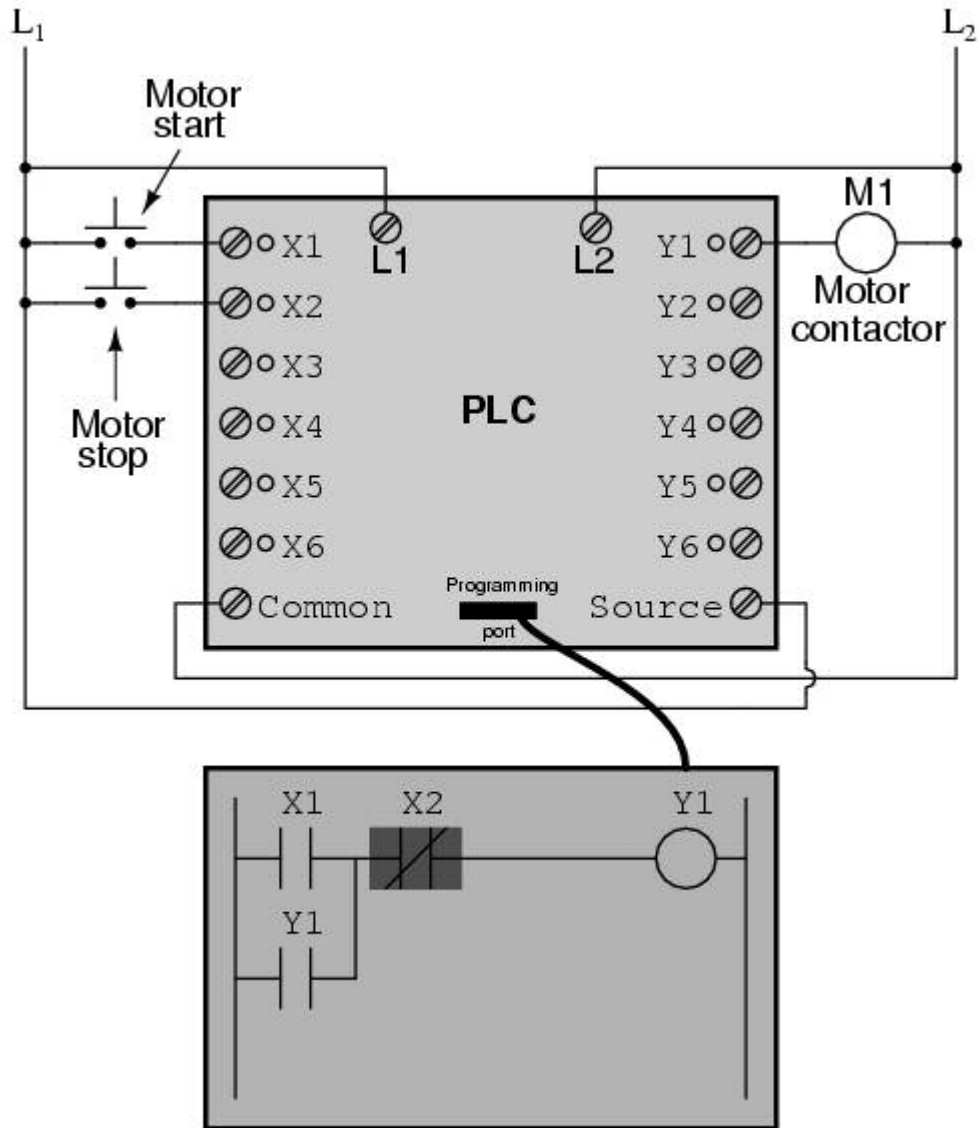 L1 L2
Motor
start
M1
X1 L1 L2 Y1
X2 Y2
Motor
contactor
X3 Y3
PLC
X4 Y4
Motor
stop
X5 Y5
X6 Y6
Programming
port
Common Source
X1 X2 Y1
Y1